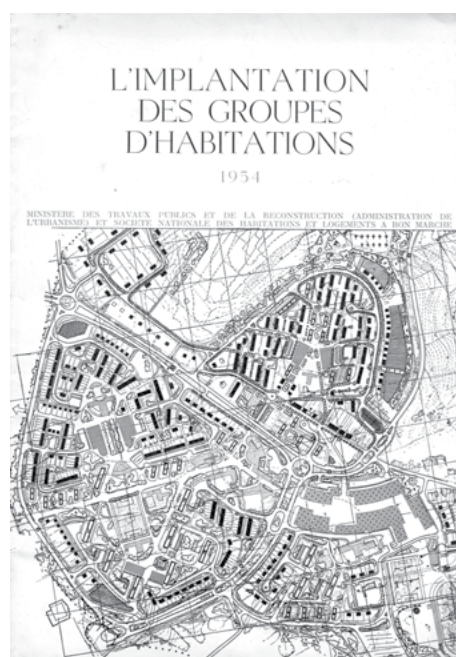 L'IMPLANTATION
DES GROUPES
D'HABITATIONS
1954
MINISTERE DES TRAVAUX PUBLICS ET DE LA RECONSTRUCTION (ADMINISTRATION DE
L'URBANISME) ET SOCIETE NATIONALE DES HABITATIONS ET LOGEMENTS A BON MARCHE